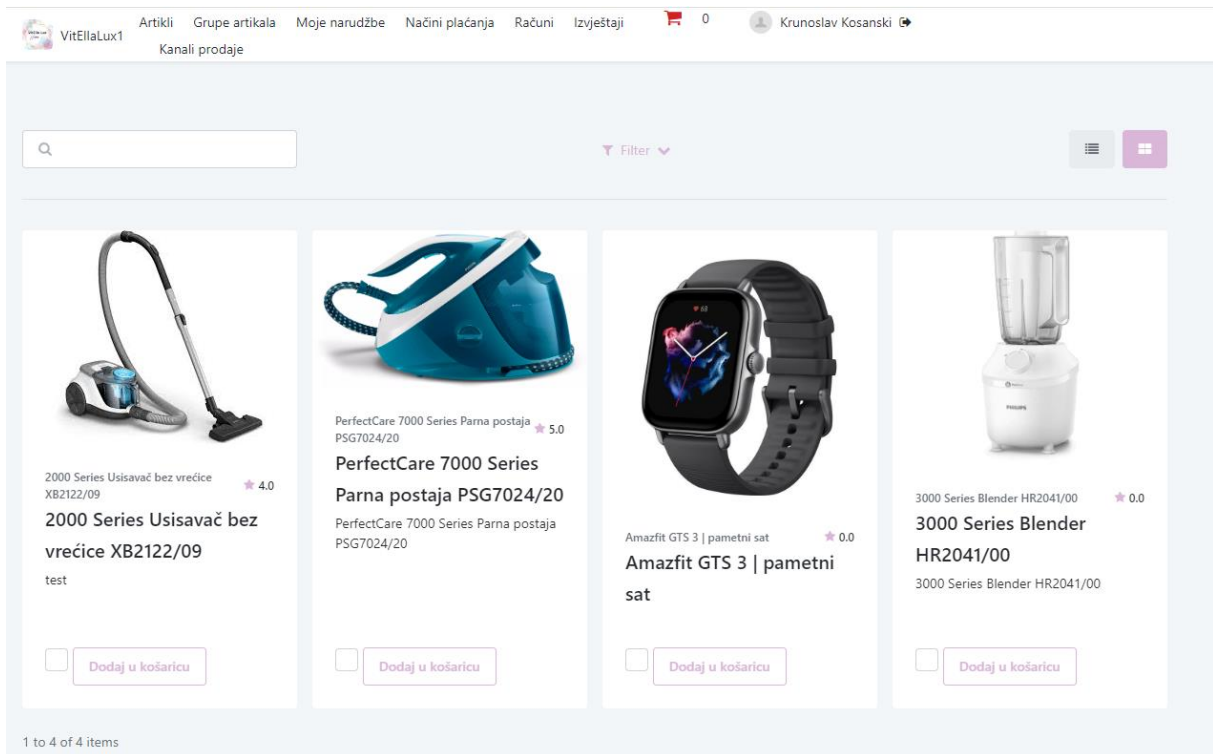 VitEllaLux1
Artikli Grupe artikala Moje narudžbe Načini plaćanja Računi Izvještaji 0 Krunoslav Kosanski
Kanali prodaje
Filter
2000 Series Usisavač bez vrećice
XB2122/09
4.0
2000 Series Usisavač bez
vrećice XB2122/09
test
Dodaj u košaricu
PerfectCare 7000 Series Parna postaja
PSG7024/20
5.0
PerfectCare 7000 Series
Parna postaja PSG7024/20
PerfectCare 7000 Series Parna postaja
PSG7024/20
Dodaj u košaricu
68
Amazfit GTS 3 | pametni sat
0.0
Amazfit GTS 3 | pametni
sat
Dodaj u košaricu
PHILIPS
3000 Series Blender HR2041/00
0.0
3000 Series Blender
HR2041/00
3000 Series Blender HR2041/00
Dodaj u košaricu
1 to 4 of 4 items